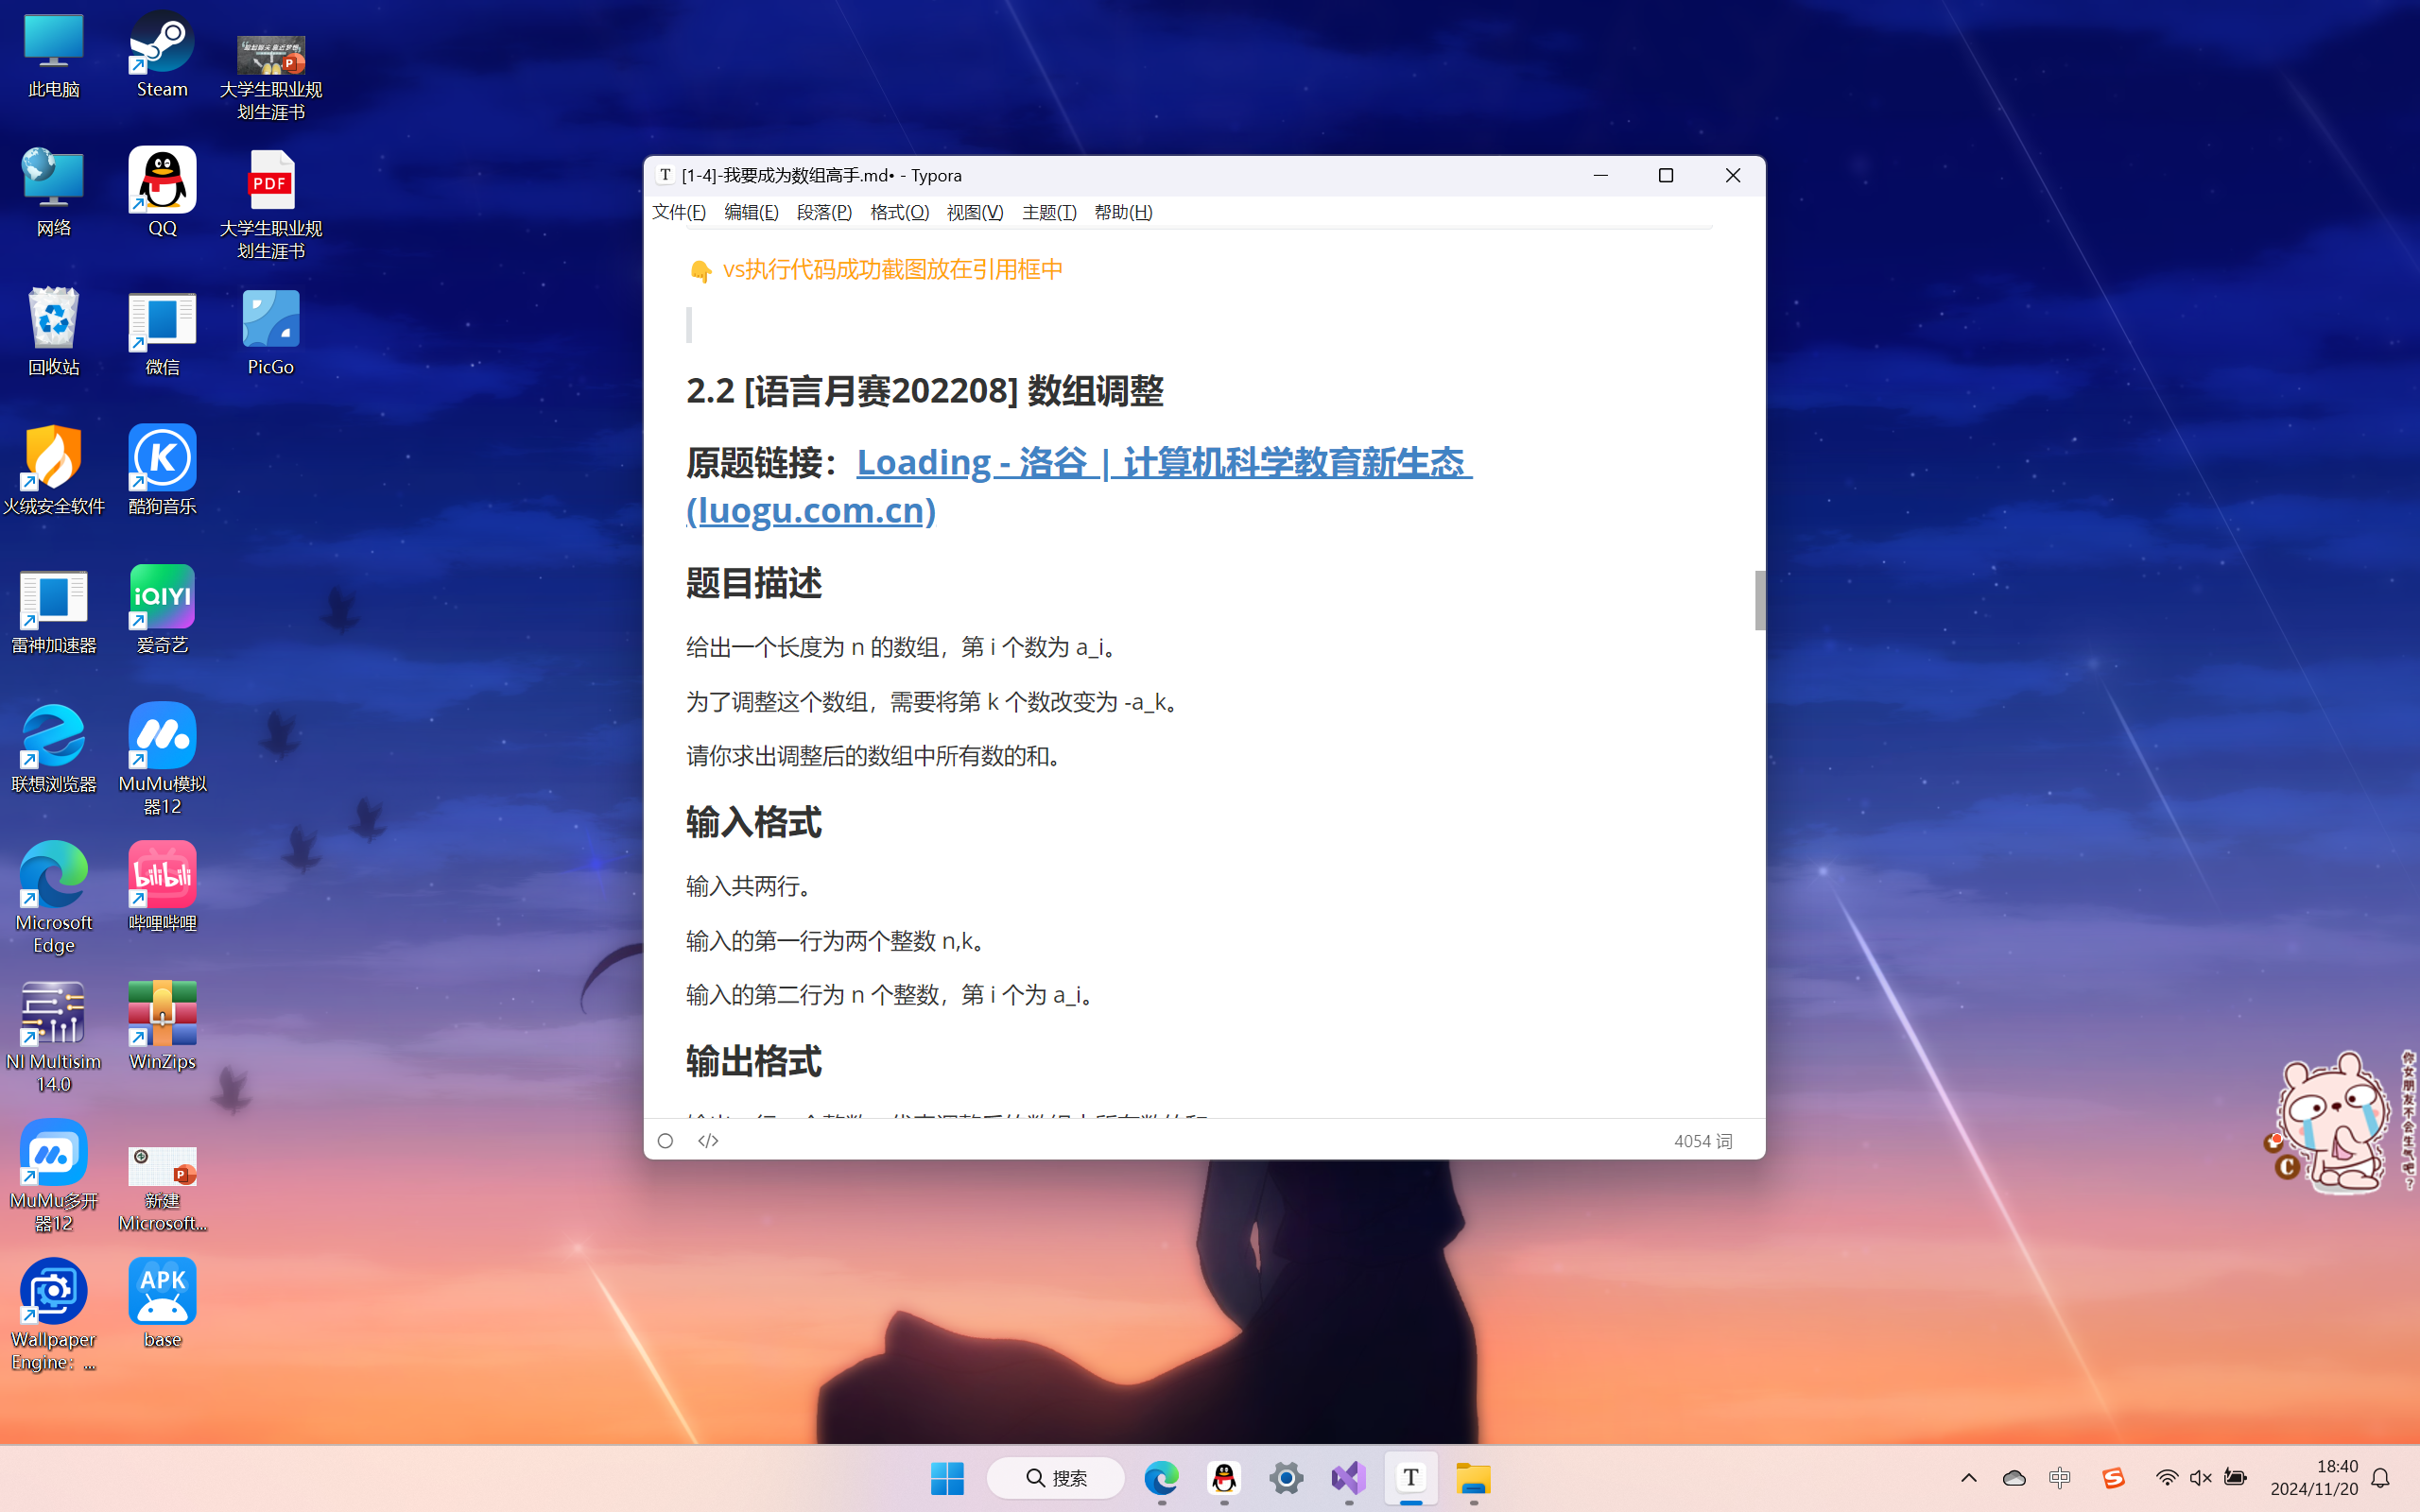 此电脑
Steam
大学生职业规
划生涯书
网络
QQ
PDF
大学生职业规
划生涯书
回收站
微信
PicGo
火绒安全软件
K
酷狗音乐
雷神加速器
iQIYI
爱奇艺
联想浏览器
MuMu模拟
器12
Microsoft
Edge
bilibili
哔哩哔哩
NI Multisim
14.0
WinZips
MuMu多开
器12
P
新建
Microsoft...
Wallpaper
Engine：...
APK
base
T [1-4]-我要成为数组高手.md• - Typora
文件(F) 编辑(E) 段落(P) 格式(O) 视图(V) 主题(T) 帮助(H)
👇 vs执行代码成功截图放在引用框中
2.2 [语言月赛202208] 数组调整
原题链接：Loading - 洛谷 | 计算机科学教育新生态
(luogu.com.cn)
题目描述
给出一个长度为 n 的数组，第 i 个数为 a_i。
为了调整这个数组，需要将第 k 个数改变为 -a_k。
请你求出调整后的数组中所有数的和。
输入格式
输入共两行。
输入的第一行为两个整数 n,k。
输入的第二行为 n 个整数，第 i 个为 a_i。
输出格式
</> 4054 词
你女朋友不会生气吧？
C
搜索
T
中
S
18:40
2024/11/20